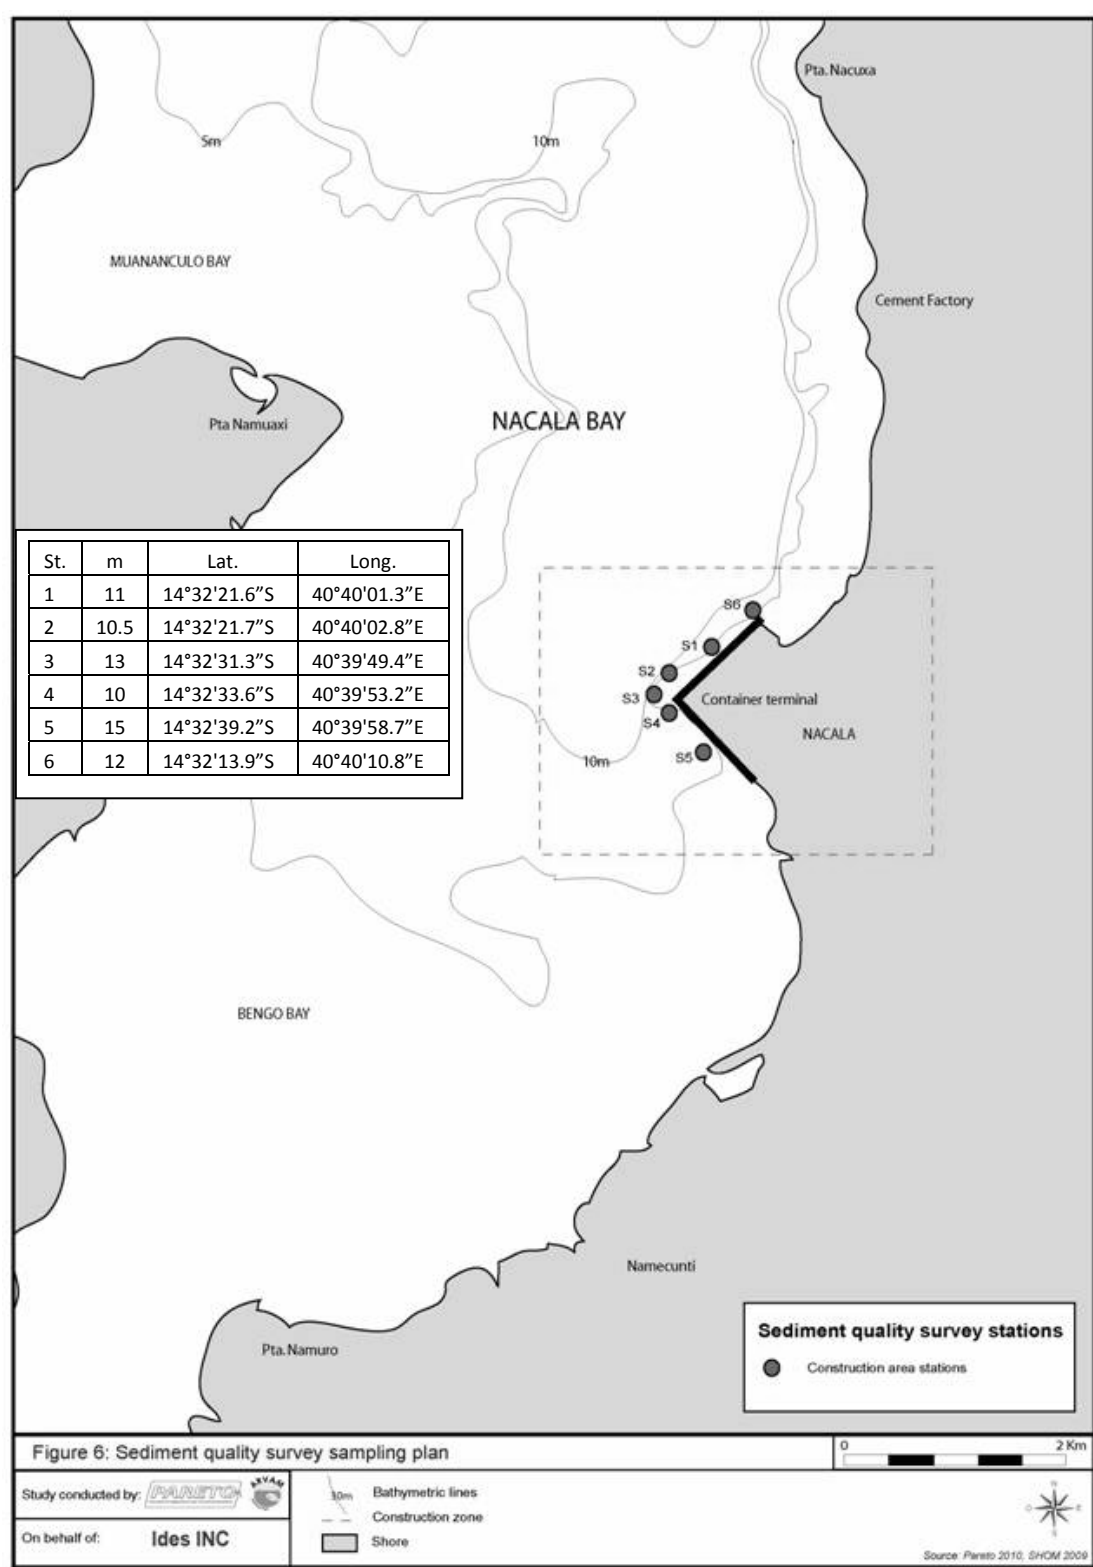 Pta. Nacuxa
5m
10m
MUANANCULO BAY
Cement Factory
NACALA BAY
Pta Namuaxi
St. m Lat. Long.
1 11 14°32'21.6”S 40°40'01.3”E
2 10.5 14°32'21.7”S 40°40'02.8”E
3 13 14°32'31.3”S 40°39'49.4”E
4 10 14°32'33.6”S 40°39'53.2”E
5 15 14°32'39.2”S 40°39'58.7”E
6 12 14°32'13.9”S 40°40'10.8”E
S6
S1
S2
S3
S4
S5
Container terminal
NACALA
10m
BENGO BAY
Namecunti
Pta. Namuro
Sediment quality survey stations
Construction area stations
Figure 6: Sediment quality survey sampling plan
0 2 Km
Study conducted by: PARETO ARVAM
On behalf of: Ides INC
10m Bathymetric lines
Construction zone
Shore
N
E
S
O
Source: Pareto 2010, SHOM 2009